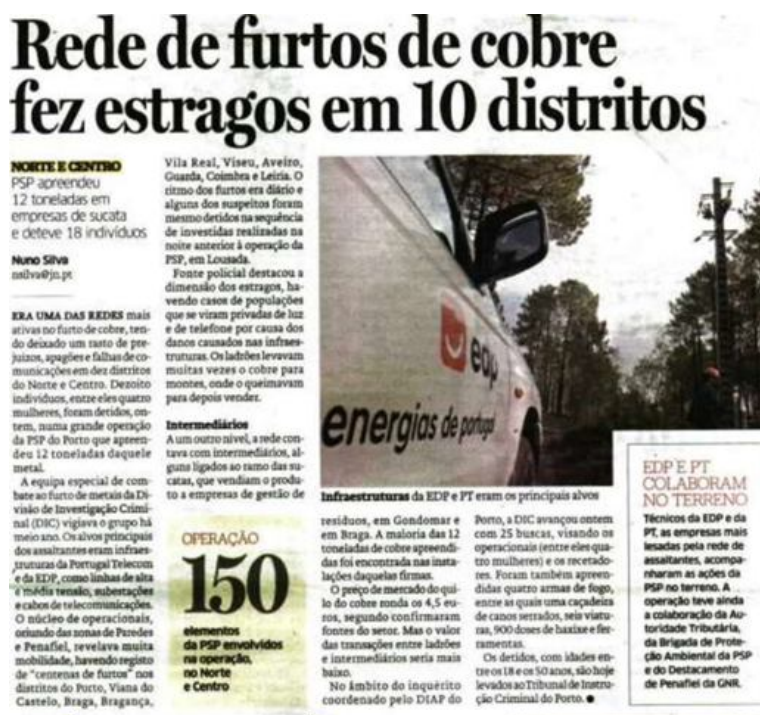 Rede de furtos de cobre
fez estragos em 10 distritos
NORTE E CENTRO
PSP apreendeu
12 toneladas em
empresas de sucata
e deteve 18 indivíduos
Nuno Silva
nsilva@jn.pt
ERA UMA DAS REDES mais
ativas no furto de cobre, ten-
do deixado um rasto de pre-
juízos, apagões e falhas de co-
municações em dez distritos
do Norte e Centro. Dezoito
indivíduos, entre eles quatro
mulheres, foram detidos, on-
tem, numa grande operação
da PSP do Porto que apreen-
deu 12 toneladas daquele
metal.
A equipa especial de com-
bate ao furto de metais da Di-
visão de Investigação Crimi-
nal (DIC) vigiava o grupo há
meio ano. Os alvos principais
dos assaltantes eram infraes-
truturas da Portugal Telecom
e da EDP, como linhas de alta
e média tensão, subestações
e cabos de telecomunicações.
O núcleo de operacionais,
oriundo das zonas de Paredes
e Penafiel, revelava muita
mobilidade, havendo registo
de "centenas de furtos" nos
distritos do Porto, Viana do
Castelo, Braga, Bragança,
Vila Real, Viseu, Aveiro,
Guarda, Coimbra e Leiria. O
ritmo dos furtos era diário e
alguns dos suspeitos foram
mesmo detidos na sequência
de investidas realizadas na
noite anterior à operação da
PSP, em Lousada.
Fonte policial destacou a
dimensão dos estragos, ha-
vendo casos de populações
que se viram privadas de luz
e de telefone por causa dos
danos causados nas infraes-
truturas. Os ladrões levavam
muitas vezes o cobre para
montes, onde o queimavam
para depois vender.
Intermediários
A um outro nível, a rede con-
tava com intermediários, al-
guns ligados ao ramo das su-
catas, que vendiam o produ-
to a empresas de gestão de
OPERAÇÃO
150
elementos
da PSP envolvidos
na operação,
no Norte
e Centro
edp
energias de portugal
Infraestruturas da EDP e PT eram os principais alvos
resíduos, em Gondomar e
em Braga. A maioria das 12
toneladas de cobre apreendi-
das foi encontrada nas insta-
lações daquelas firmas.
O preço de mercado do qui-
lo do cobre ronda os 4,5 eu-
ros, segundo confirmaram
fontes do setor. Mas o valor
das transações entre ladrões
e intermediários seria mais
baixo.
No âmbito do inquérito
coordenado pelo DIAP do
Porto, a DIC avançou ontem
com 25 buscas, visando os
operacionais (entre eles qua-
tro mulheres) e os recetado-
res. Foram também apreen-
didas quatro armas de fogo,
entre as quais uma caçadeira
de canos serrados, seis viatu-
ras, 900 doses de haxixe e fer-
ramentas.
Os detidos, com idades en-
tre os 18 e os 50 anos, são hoje
levados ao Tribunal de Instru-
ção Criminal do Porto.
EDP E PT
COLABORAM
NO TERRENO
Técnicos da EDP e da
PT, as empresas mais
lesadas pela rede de
assaltantes, acompa-
nharam as ações da
PSP no terreno. A
operação teve ainda
a colaboração da Au-
toridade Tributária,
da Brigada de Prote-
ção Ambiental da PSP
e do Destacamento
de Penafiel da GNR.